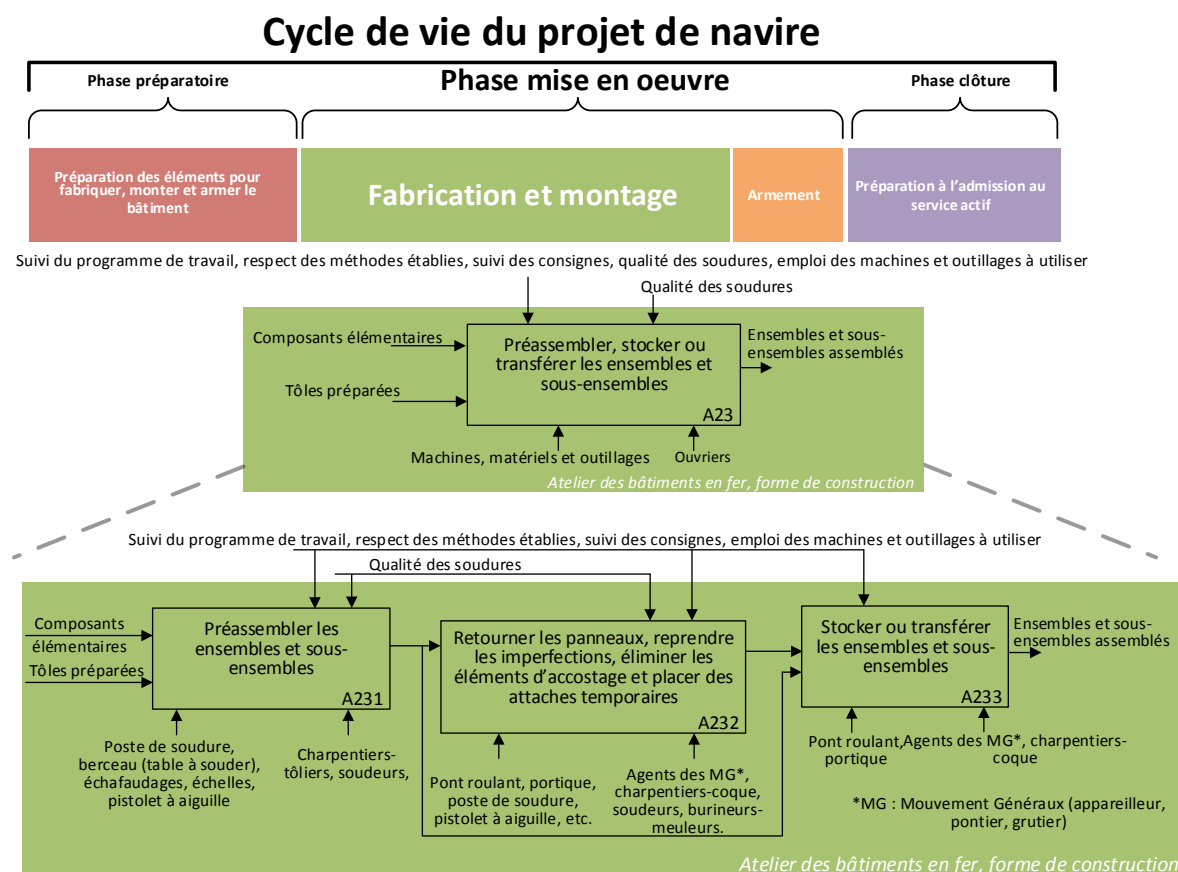 Cycle de vie du projet de navire
Phase préparatoire
Phase mise en oeuvre
Phase clôture
Préparation des éléments pour
fabriquer, monter et armer le
bâtiment
Fabrication et montage
Armement
Préparation à l'admission au
service actif
Suivi du programme de travail, respect des méthodes établies, suivi des consignes, qualité des soudures, emploi des machines et outillages à utiliser
Qualité des soudures
Composants élémentaires
Tôles préparées
Préassembler, stocker ou
transférer les ensembles et
sous-ensembles
A23
Ensembles et sous-
ensembles assemblés
Machines, matériels et outillages
Ouvriers
Atelier des bâtiments en fer, forme de construction
Suivi du programme de travail, respect des méthodes établies, suivi des consignes, emploi des machines et outillages à utiliser
Qualité des soudures
Composants
élémentaires
Tôles préparées
Préassembler les
ensembles et sous-
ensembles
A231
Retourner les panneaux, reprendre
les imperfections, éliminer les
éléments d'accostage et placer des
attaches temporaires
A232
Stocker ou transférer
les ensembles et sous-
ensembles
A233
Ensembles et sous-
ensembles assemblés
Poste de soudure,
berceau (table à souder),
échafaudages, échelles,
pistolet à aiguille
Charpentiers-
tôliers, soudeurs,
Pont roulant, portique,
poste de soudure,
pistolet à aiguille, etc.
Agents des MG*,
charpentiers-coque,
soudeurs, burineurs-
meuleurs.
Pont roulant,
portique
Agents des MG*, charpentiers-
coque
*MG : Mouvement Généraux (appareilleur,
pontier, grutier)
Atelier des bâtiments en fer, forme de construction